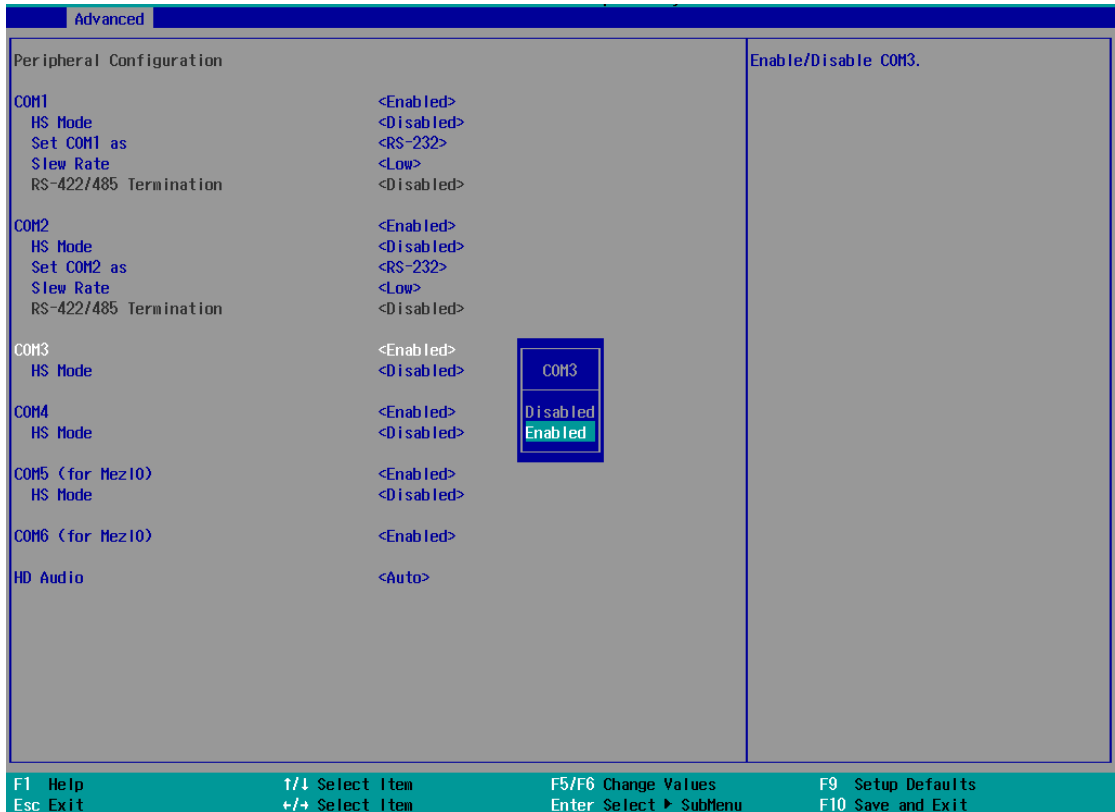 Advanced
Peripheral Configuration
Enable/Disable COM3.
COM1 <Enabled>
HS Mode <Disabled>
Set COM1 as <RS-232>
Slew Rate <Low>
RS-422/485 Termination <Disabled>
COM2 <Enabled>
HS Mode <Disabled>
Set COM2 as <RS-232>
Slew Rate <Low>
RS-422/485 Termination <Disabled>
COM3 <Enabled>
HS Mode <Disabled>
COM4 <Enabled>
HS Mode <Disabled>
COM5 (for MezIO) <Enabled>
HS Mode <Disabled>
COM6 (for MezIO) <Enabled>
HD Audio <Auto>
COM3
Disabled
Enabled
F1 Help ↑/↓ Select Item F5/F6 Change Values F9 Setup Defaults
Esc Exit ←/→ Select Item Enter Select ▶ SubMenu F10 Save and Exit